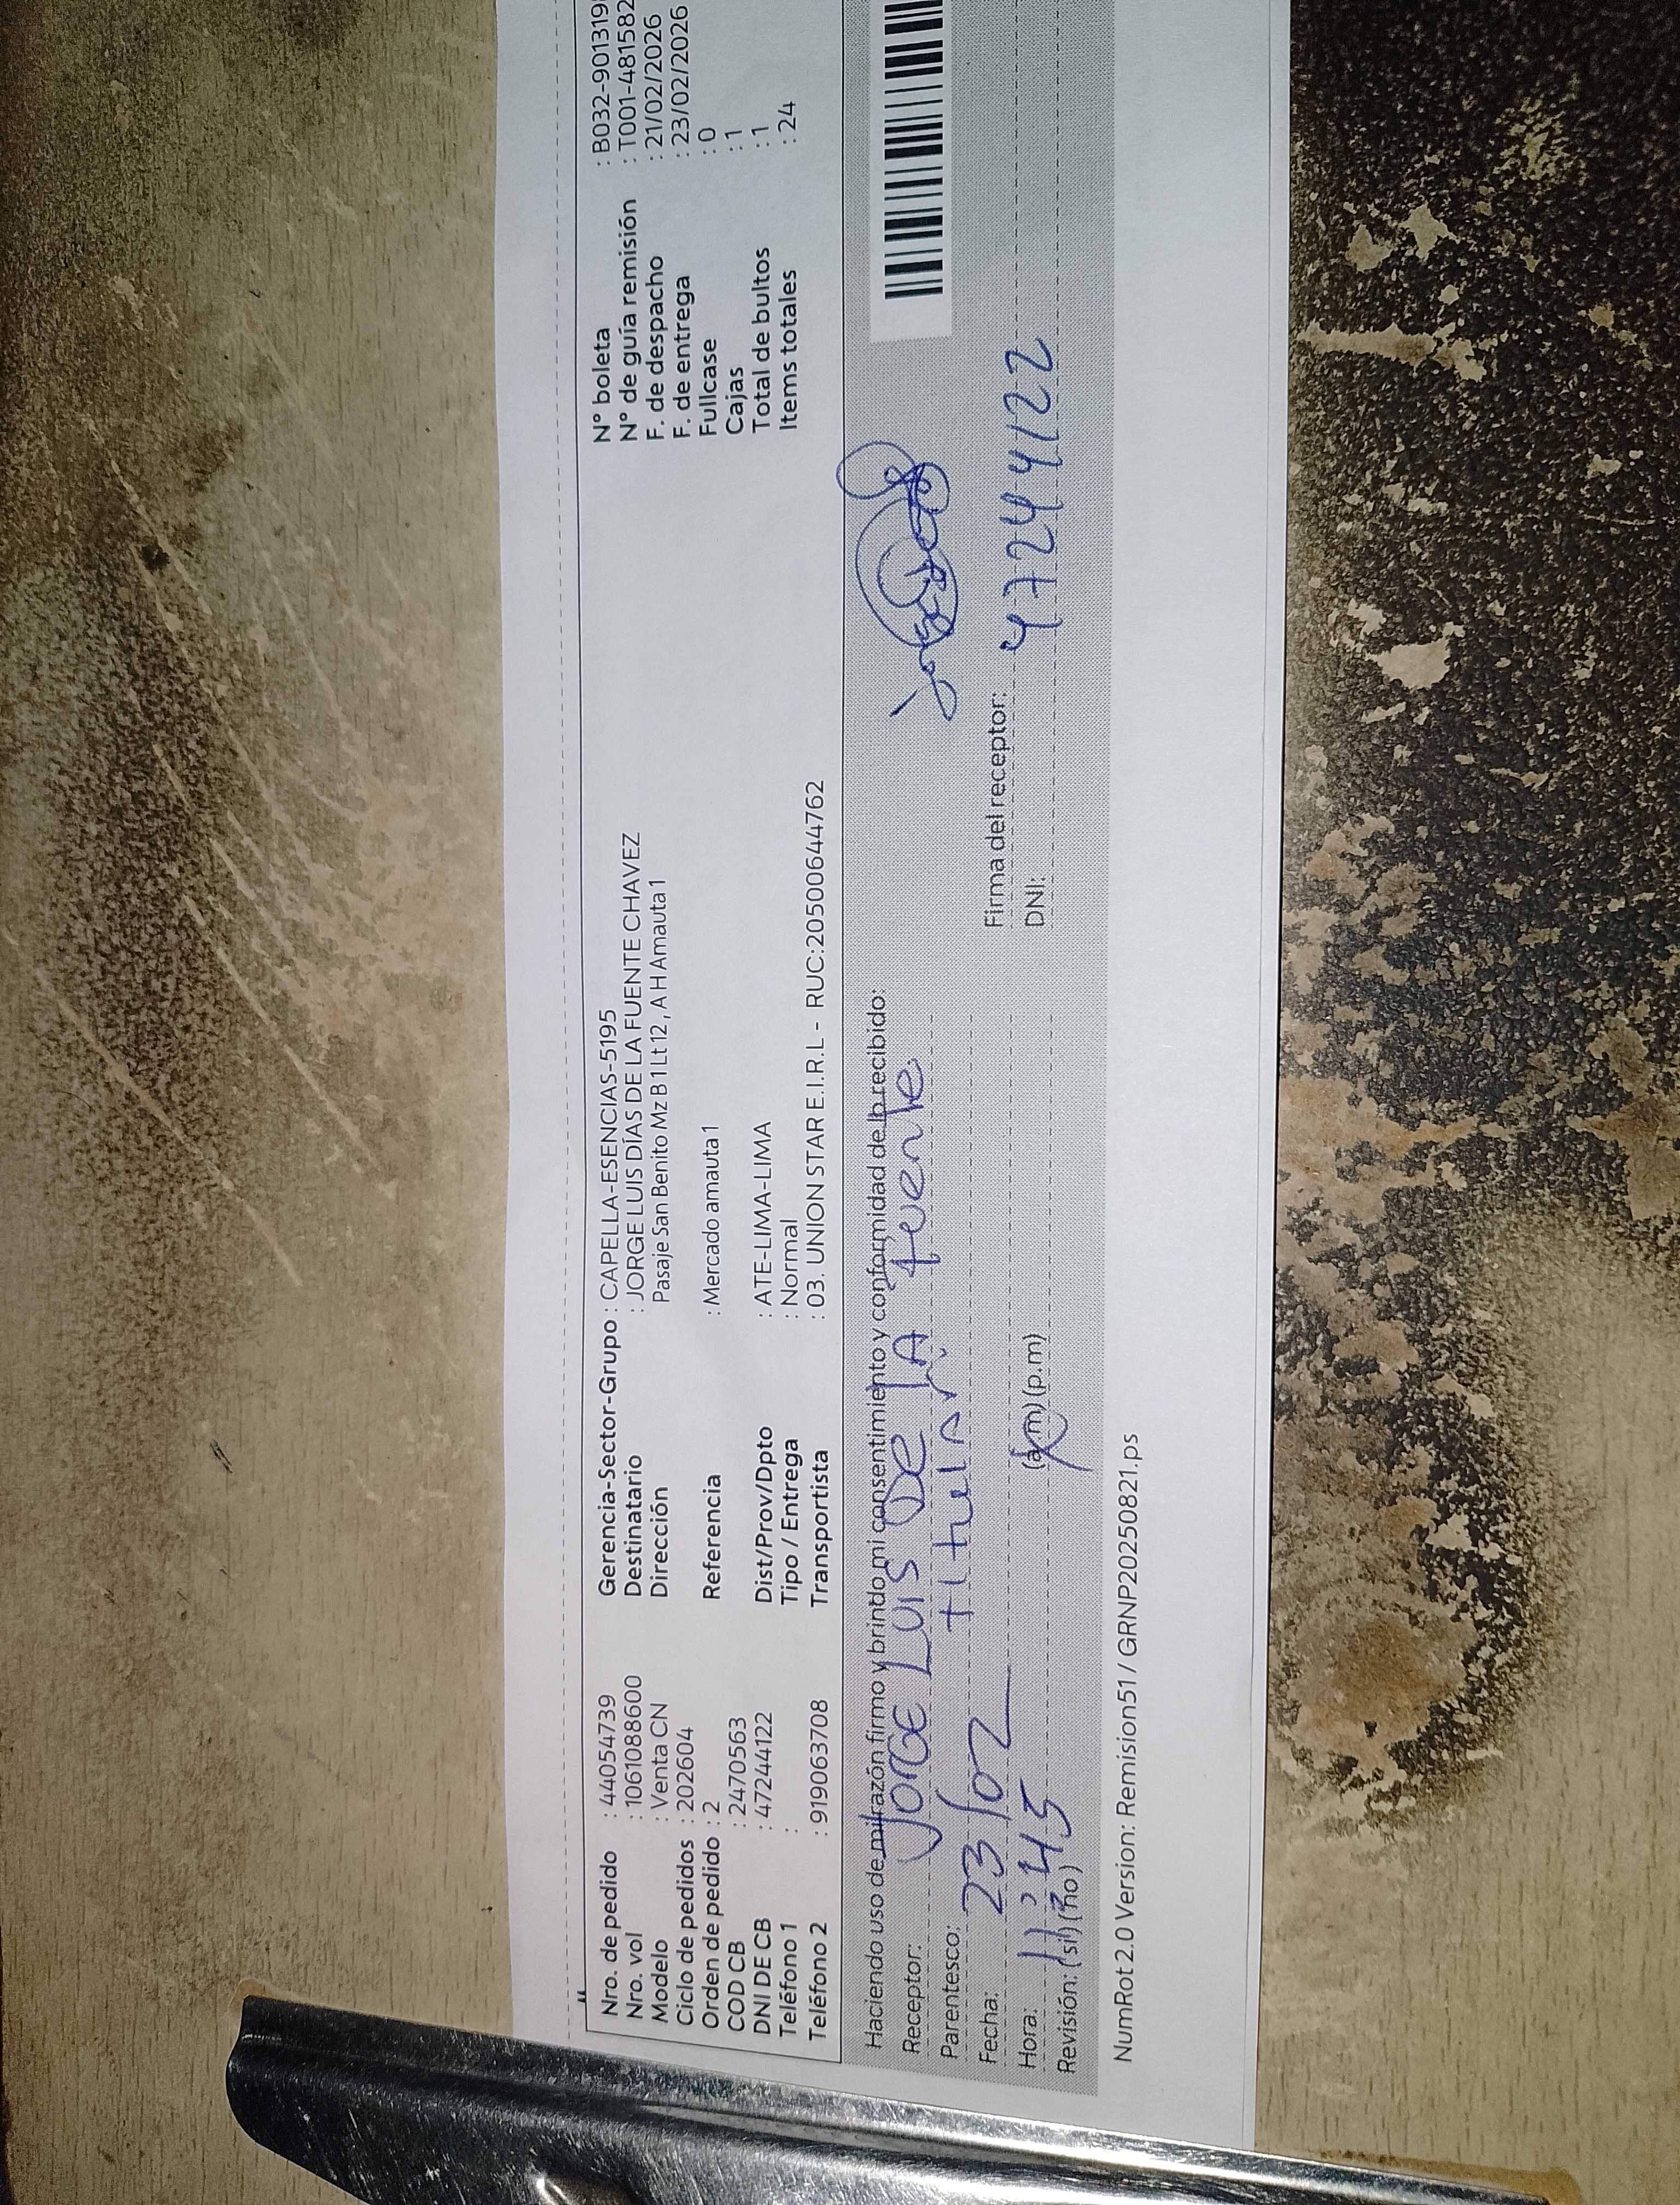 Nro. de pedido : 44054739 Gerencia-Sector-Grupo : CAPELLA-ESENCIAS-5195 N° boleta : B032-901319
Nro. vol : 1061088600 Destinatario : JORGE LUIS DÍAS DE LA FUENTE CHAVEZ N° de guía remisión : T001-481582
Modelo : Venta CN Dirección Pasaje San Benito Mz B 1 Lt 12 , A H Amauta 1 F. de despacho : 21/02/2026
Ciclo de pedidos : 202604 F. de entrega : 23/02/2026
Orden de pedido : 2 Referencia : Mercado amauta 1 Fullcase : 0
COD CB : 2470563 Cajas : 1
DNI DE CB : 47244122 Dist/Prov/Dpto : ATE-LIMA-LIMA Total de bultos : 1
Teléfono 1 : Tipo / Entrega : Normal Items totales : 24
Teléfono 2 : 919063708 Transportista : 03. UNION STAR E.I.R.L - RUC:20500644762
Haciendo uso de mi razón firmo y brindo mi consentimiento y conformidad de lo recibido:
Receptor: JORGE LUIS DE LA fuente
Parentesco: titular
Fecha: 23/02 Firma del receptor:
Hora: 11:45 (a.m) (p.m) DNI: 47244122
Revisión: (si) (no)
NumRot 2.0 Version: Remision51 / GRNP20250821.ps